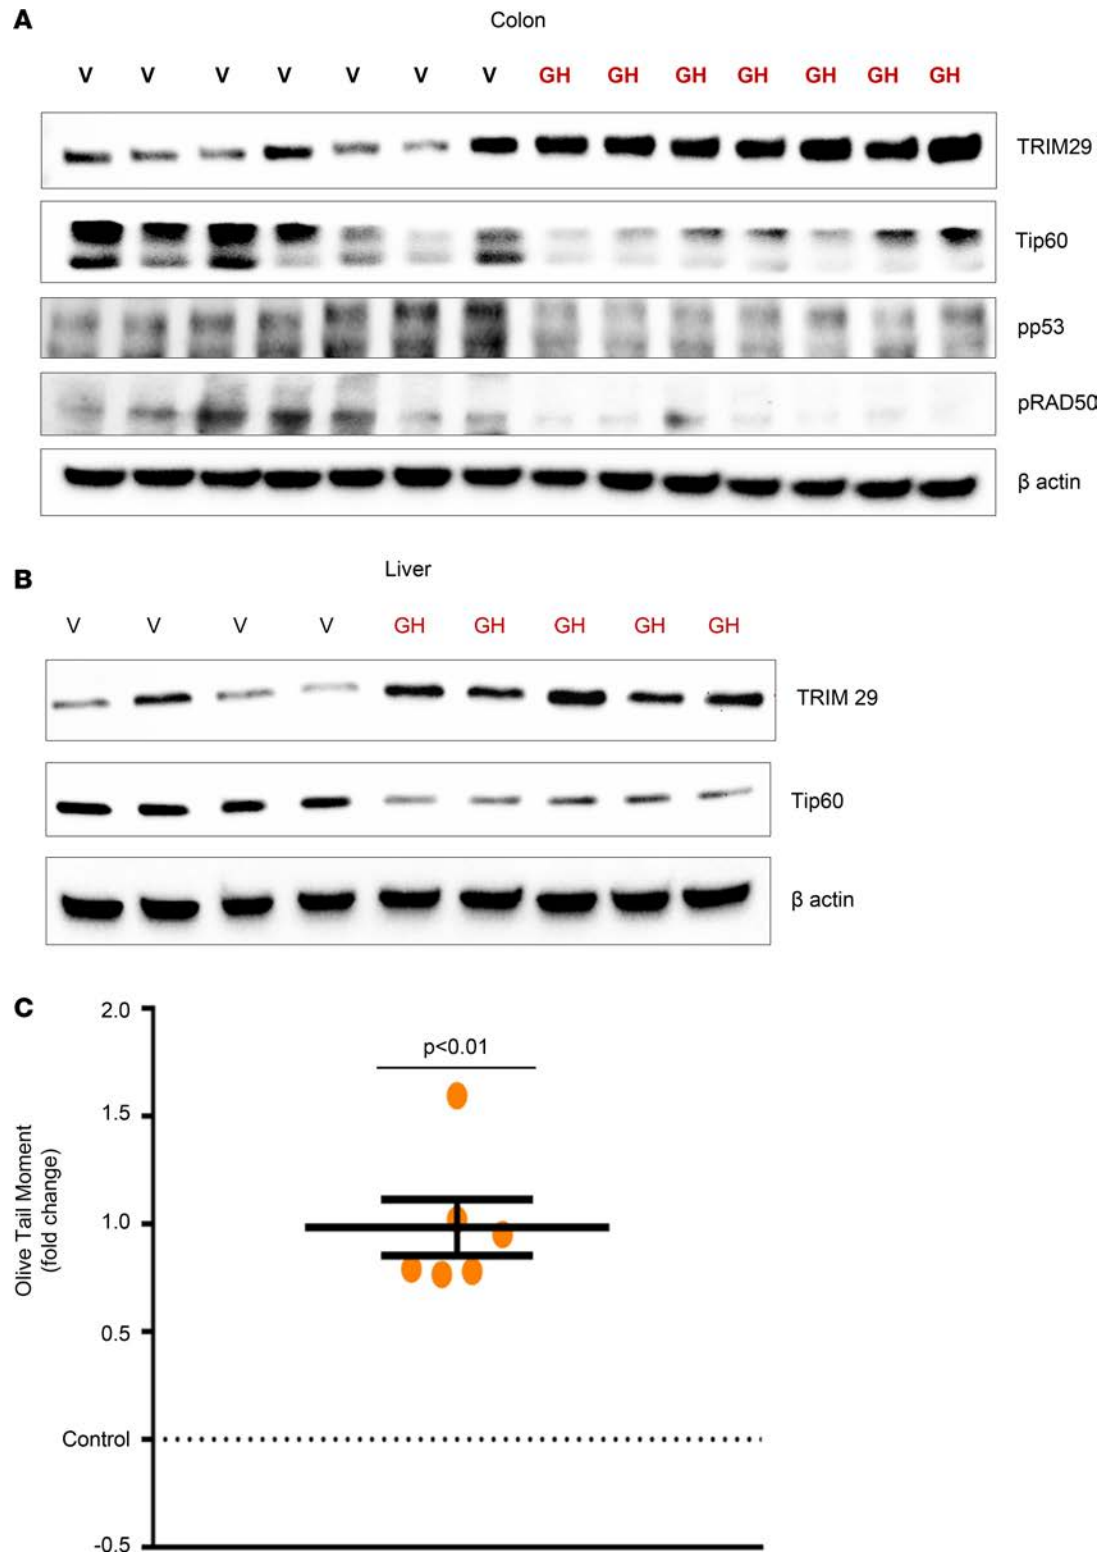 A
Colon
V V V V V V V GH GH GH GH GH GH GH
TRIM29
Tip60
pp53
pRAD50
β actin
B
Liver
V V V V GH GH GH GH GH
TRIM 29
Tip60
β actin
C
2.0
p<0.01
1.5
1.0
0.5
Control
-0.5
Olive Tail Moment
(fold change)